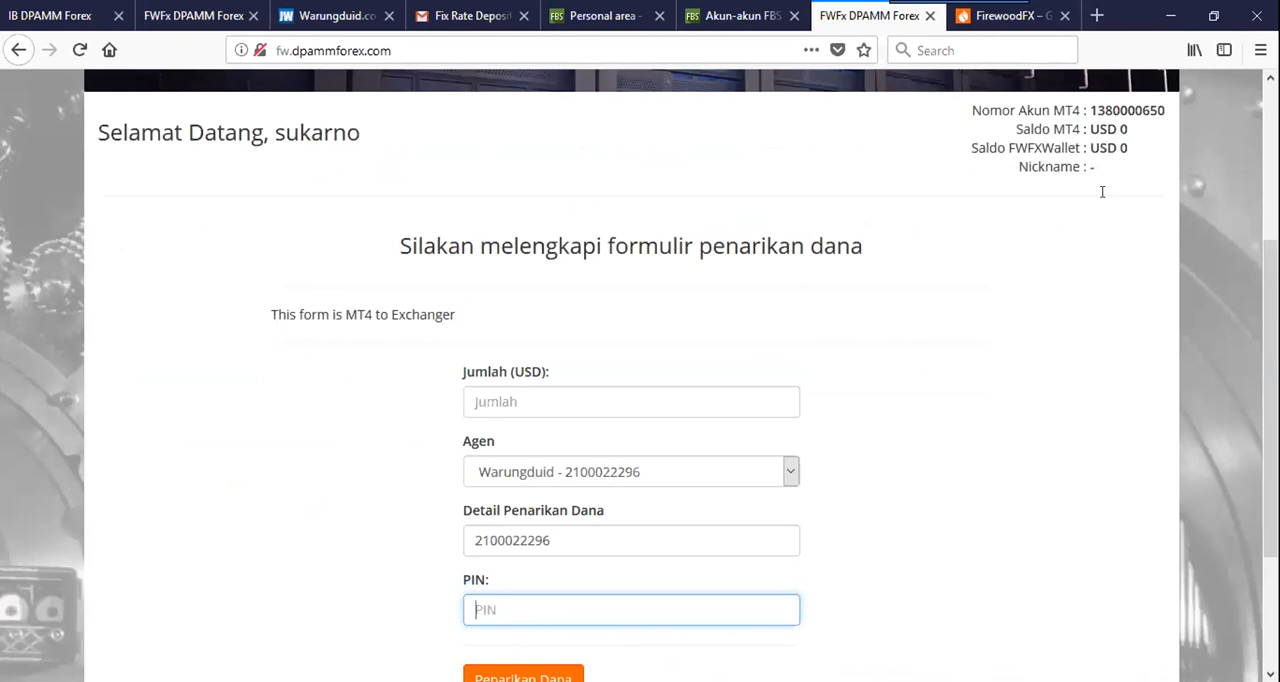 IB DPAMM Forex
FWFx DPAMM Forex
Warungduid.co
Fix Rate Deposi
FBS Personal area -
FBS Akun-akun FBS
FWFx DPAMM Forex
FirewoodFX – G
fw.dpammforex.com
Search
Nomor Akun MT4 : 1380000650
Selamat Datang, sukarno
Saldo MT4 : USD 0
Saldo FWFXWallet : USD 0
Nickname : -
Silakan melengkapi formulir penarikan dana
This form is MT4 to Exchanger
Jumlah (USD):
Jumlah
Agen
Warungduid - 2100022296
Detail Penarikan Dana
2100022296
PIN:
PIN
Penarikan Dana